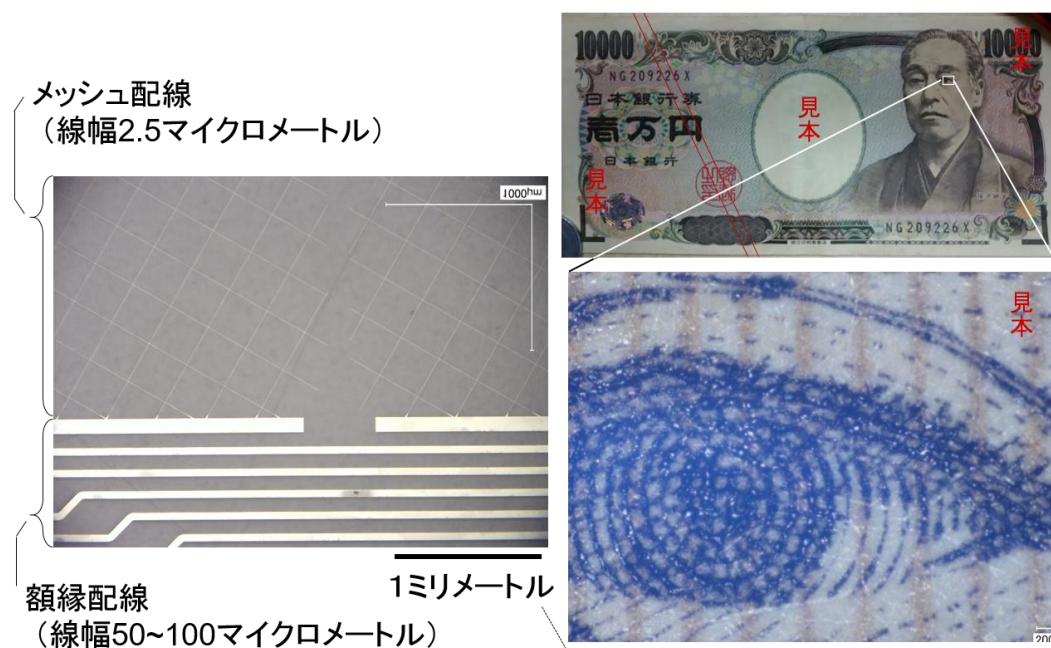 メッシュ配線
（線幅2.5マイクロメートル）
1000μm
額縁配線
（線幅50~100マイクロメートル）
1ミリメートル
10000
10000
NG209226X
日本銀行券
壱万円
日本銀行
NG209226X
見本
見本
見本
見本
200